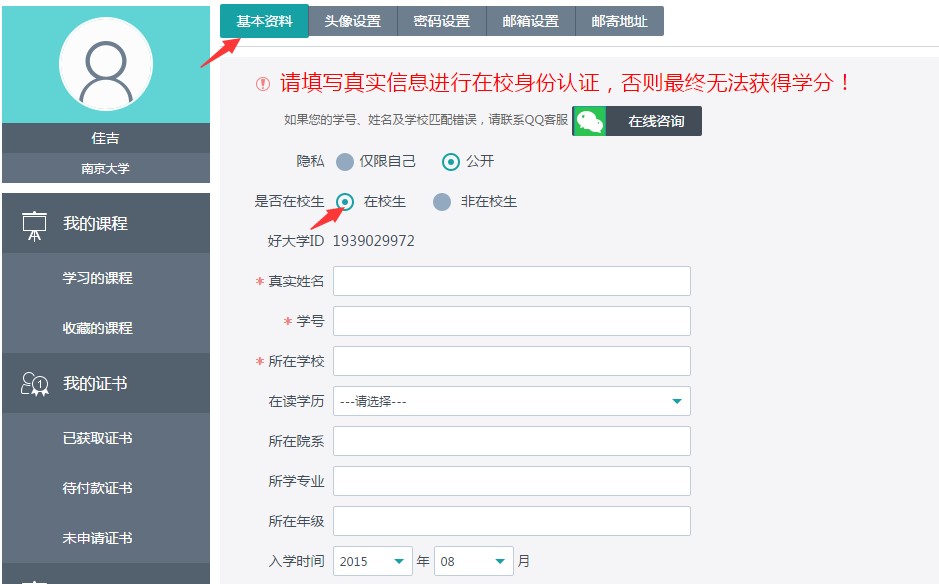 基本资料 头像设置 密码设置 邮箱设置 邮寄地址
佳吉
南京大学
我的课程
学习的课程
收藏的课程
我的证书
1
已获取证书
待付款证书
未申请证书
请填写真实信息进行在校身份认证，否则最终无法获得学分！
如果您的学号、姓名及学校匹配错误，请联系QQ客服 在线咨询
隐私 仅限自己 公开
是否在校生 在校生 非在校生
好大学ID 1939029972
* 真实姓名
* 学号
* 所在学校
在读学历 ---请选择---
所在院系
所学专业
所在年级
入学时间 2015 年 08 月